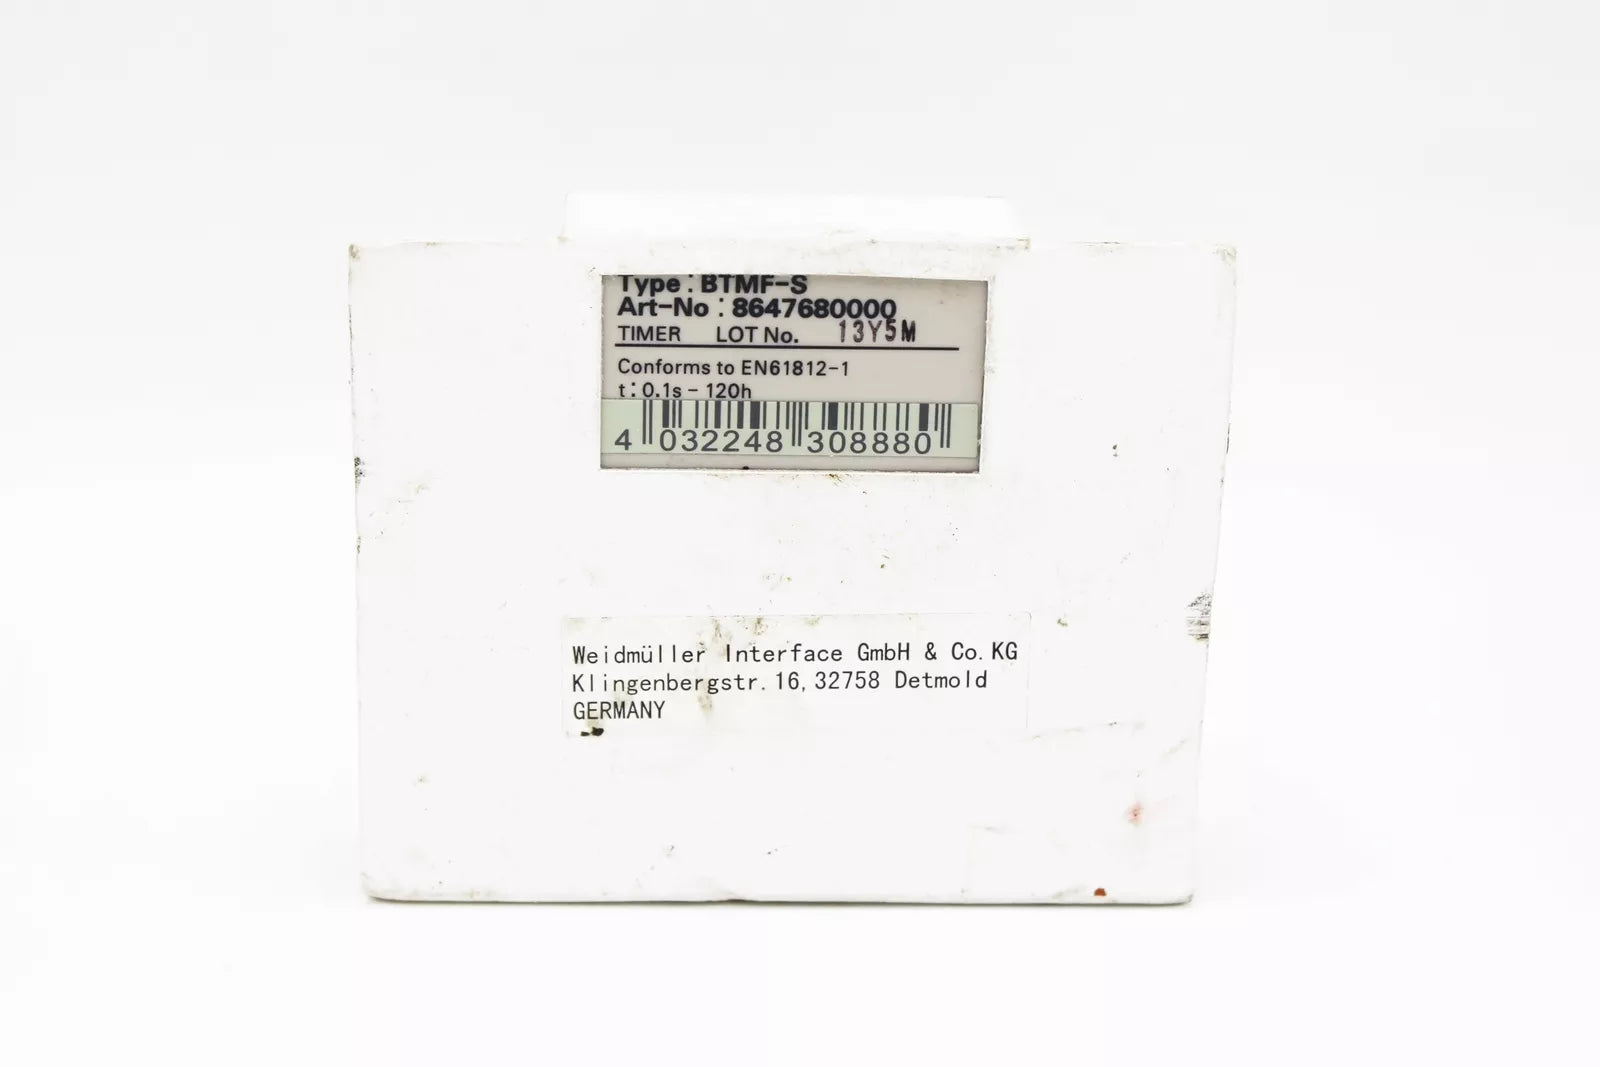 Type: BTMF-S
Art-No: 8647680000
TIMER LOT No. 13Y5M
Conforms to EN61812-1
t: 0.1s - 120h
4 032248 308880
Weidmüller Interface GmbH & Co. KG
Klingenbergstr. 16, 32758 Detmold
GERMANY